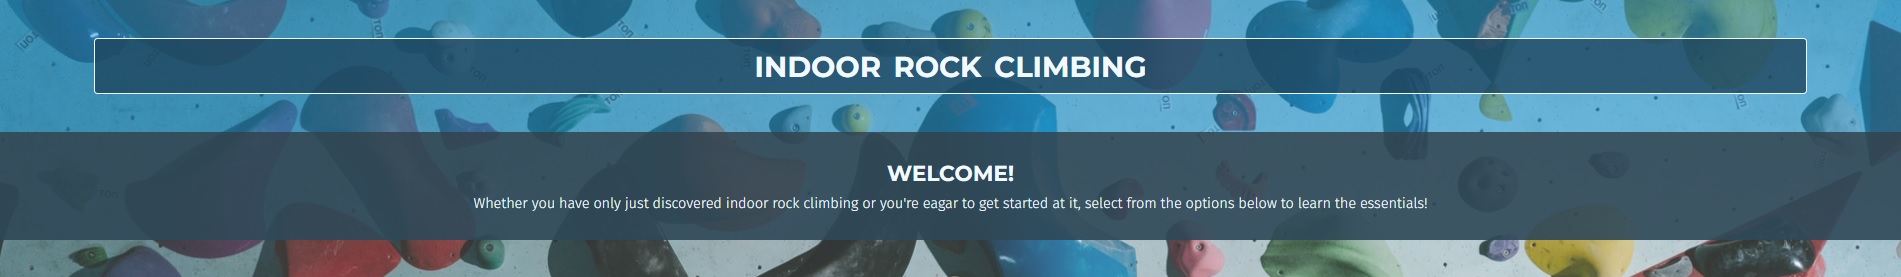 INDOOR ROCK CLIMBING
WELCOME!
Whether you have only just discovered indoor rock climbing or you're eagar to get started at it, select from the options below to learn the essentials!